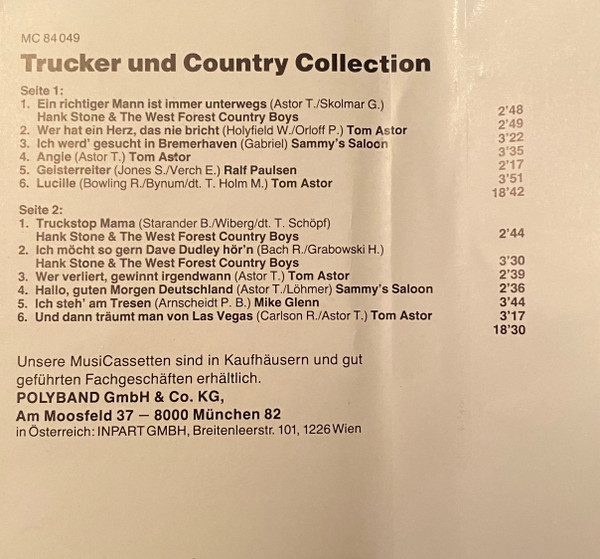 MC 84 049
Trucker und Country Collection
Seite 1:
1. Ein richtiger Mann ist immer unterwegs (Astor T./Skolmar G.)
Hank Stone & The West Forest Country Boys 2'48
2. Wer hat ein Herz, das nie bricht (Holyfield W./Orloff P.) Tom Astor 2'49
3. Ich werd' gesucht in Bremerhaven (Gabriel) Sammy's Saloon 3'22
4. Angie (Astor T.) Tom Astor 3'35
5. Geisterreiter (Jones S./Verch E.) Ralf Paulsen 2'17
6. Lucille (Bowling R./Bynum/dt. T. Holm M.) Tom Astor 3'51
18'42
Seite 2:
1. Truckstop Mama (Starander B./Wiberg/dt. T. Schöpf)
Hank Stone & The West Forest Country Boys 2'44
2. Ich möcht so gern Dave Dudley hör'n (Bach R./Grabowski H.)
Hank Stone & The West Forest Country Boys 3'30
3. Wer verliert, gewinnt irgendwann (Astor T.) Tom Astor 2'39
4. Hallo, guten Morgen Deutschland (Astor T./Löhmer) Sammy's Saloon 2'36
5. Ich steh' am Tresen (Arnscheidt P. B.) Mike Glenn 3'44
6. Und dann träumt man von Las Vegas (Carlson R./Astor T.) Tom Astor 3'17
18'30
Unsere MusiCassetten sind in Kaufhäusern und gut
geführten Fachgeschäften erhältlich.
POLYBAND GmbH & Co. KG,
Am Moosfeld 37 – 8000 München 82
in Österreich: INPART GMBH, Breitenleerstr. 101, 1226 Wien